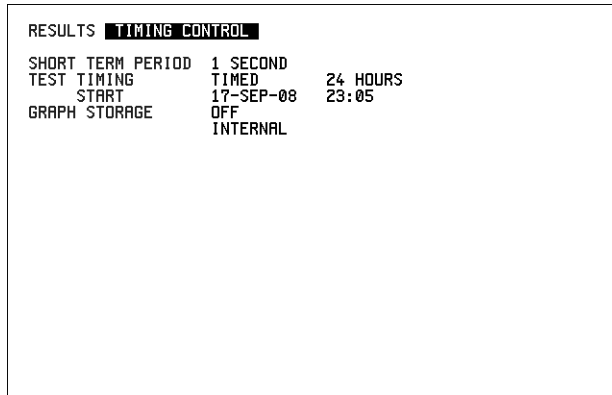 RESULTS TIMING CONTROL
SHORT TERM PERIOD 1 SECOND
TEST TIMING TIMED 24 HOURS
START 17-SEP-08 23:05
GRAPH STORAGE OFF
INTERNAL